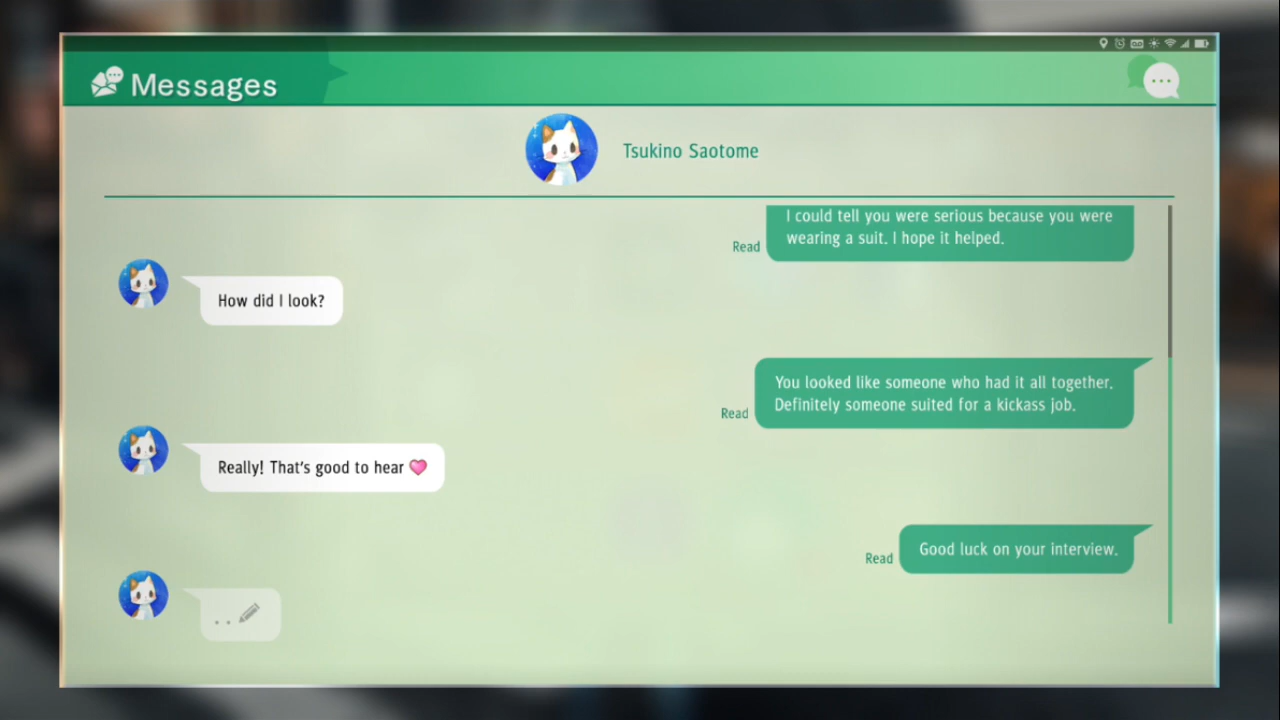 Messages
Tsukino Saotome
I could tell you were serious because you were
wearing a suit. I hope it helped.
Read
How did I look?
You looked like someone who had it all together.
Definitely someone suited for a kickass job.
Read
Really! That's good to hear
Good luck on your interview.
Read